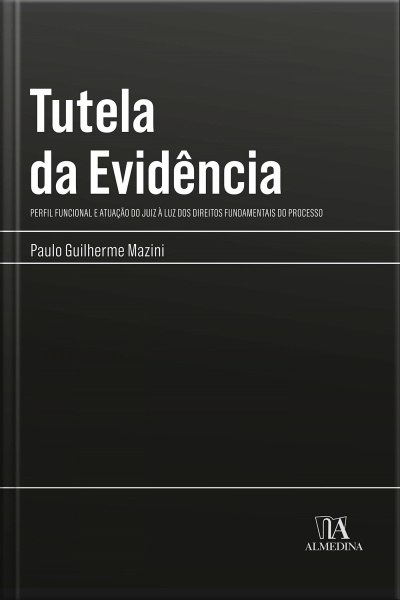 Tutela
da Evidência
PERFIL FUNCIONAL E ATUAÇÃO DO JUIZ À LUZ DOS DIREITOS FUNDAMENTAIS DO PROCESSO
Paulo Guilherme Mazini
ALMEDINA